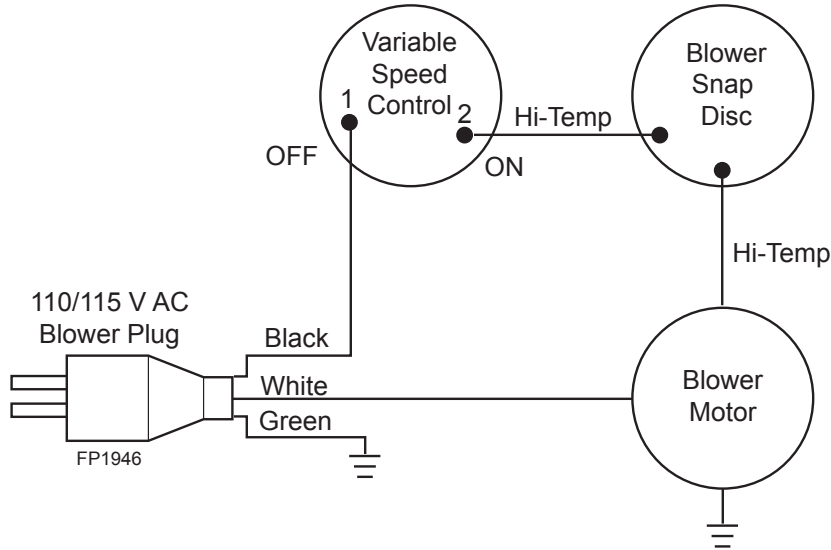 Variable
Speed
Control
1
2
OFF
ON
Hi-Temp
Blower
Snap
Disc
Hi-Temp
110/115 V AC
Blower Plug
Black
White
Green
FP1946
Blower
Motor